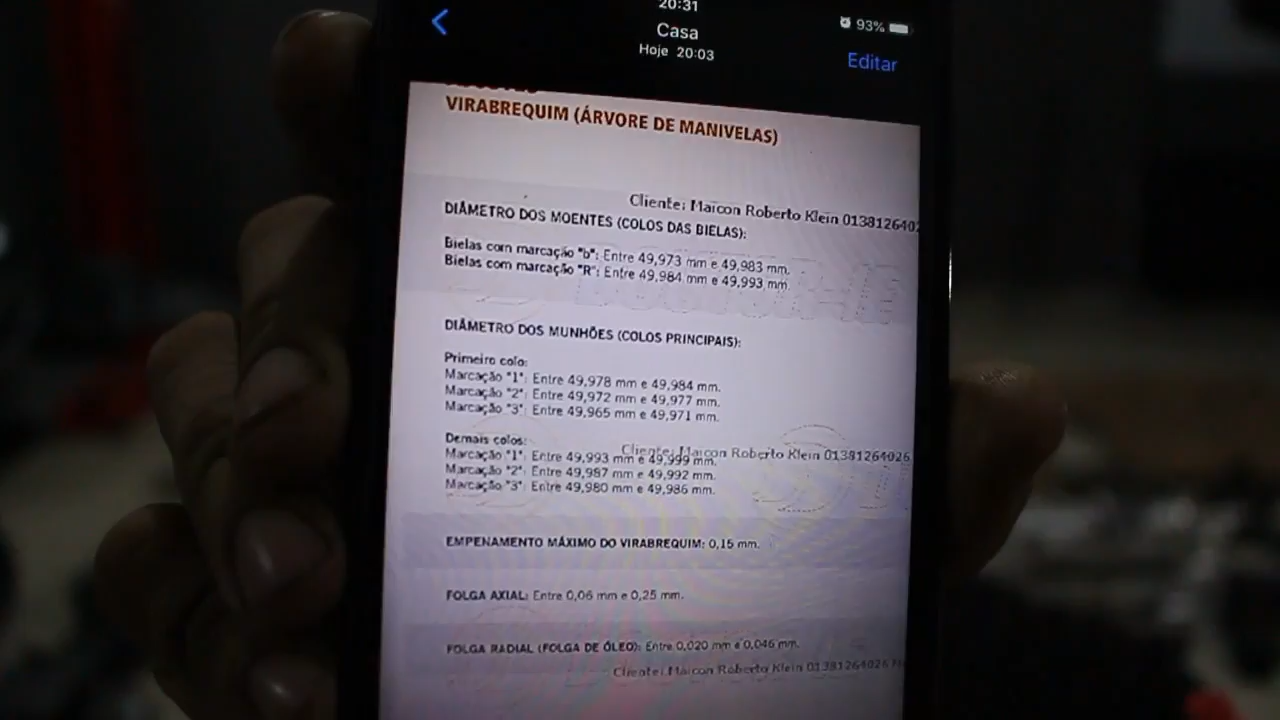 20:31
93%
Casa
Hoje 20:03
Editar
VIRABREQUIM (ÁRVORE DE MANIVELAS)
Cliente: Maicon Roberto Klein 0138126402
DIÂMETRO DOS MOENTES (COLOS DAS BIELAS):
Bielas com marcação "b": Entre 49,973 mm e 49,983 mm.
Bielas com marcação "R": Entre 49,984 mm e 49,993 mm.
DIÂMETRO DOS MUNHÕES (COLOS PRINCIPAIS):
Primeiro colo:
Marcação "1": Entre 49,978 mm e 49,984 mm.
Marcação "2": Entre 49,972 mm e 49,977 mm.
Marcação "3": Entre 49,965 mm e 49,971 mm.
Demais colos:
Cliente: Maicon Roberto Klein 01381264026
Marcação "1": Entre 49,993 mm e 49,999 mm.
Marcação "2": Entre 49,987 mm e 49,992 mm.
Marcação "3": Entre 49,980 mm e 49,986 mm.
EMPENAMENTO MÁXIMO DO VIRABREQUIM: 0,15 mm.
FOLGA AXIAL: Entre 0,06 mm e 0,25 mm.
FOLGA RADIAL (FOLGA DE ÓLEO): Entre 0,020 mm e 0,046 mm.
Cliente: Maicon Roberto Klein 01381264026